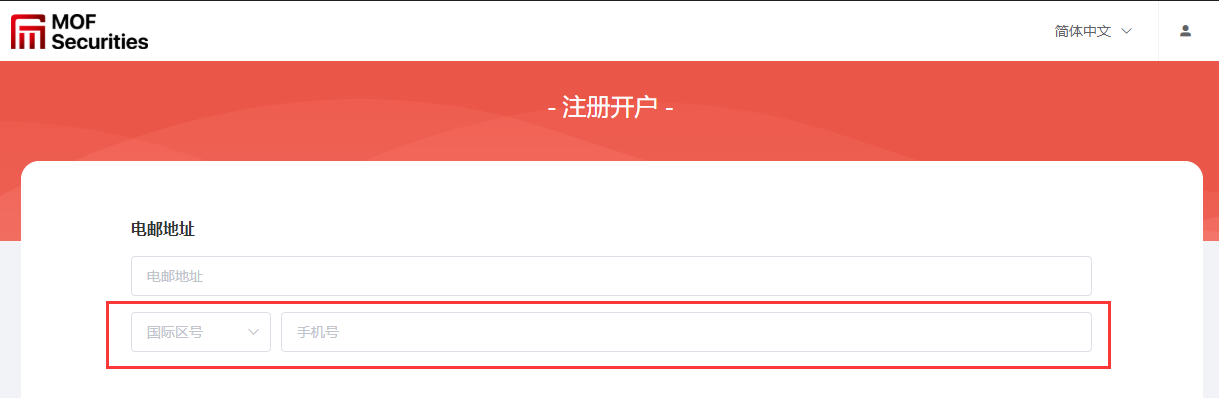 MOF
Securities
简体中文
- 注册开户 -
电邮地址
电邮地址
国际区号
手机号